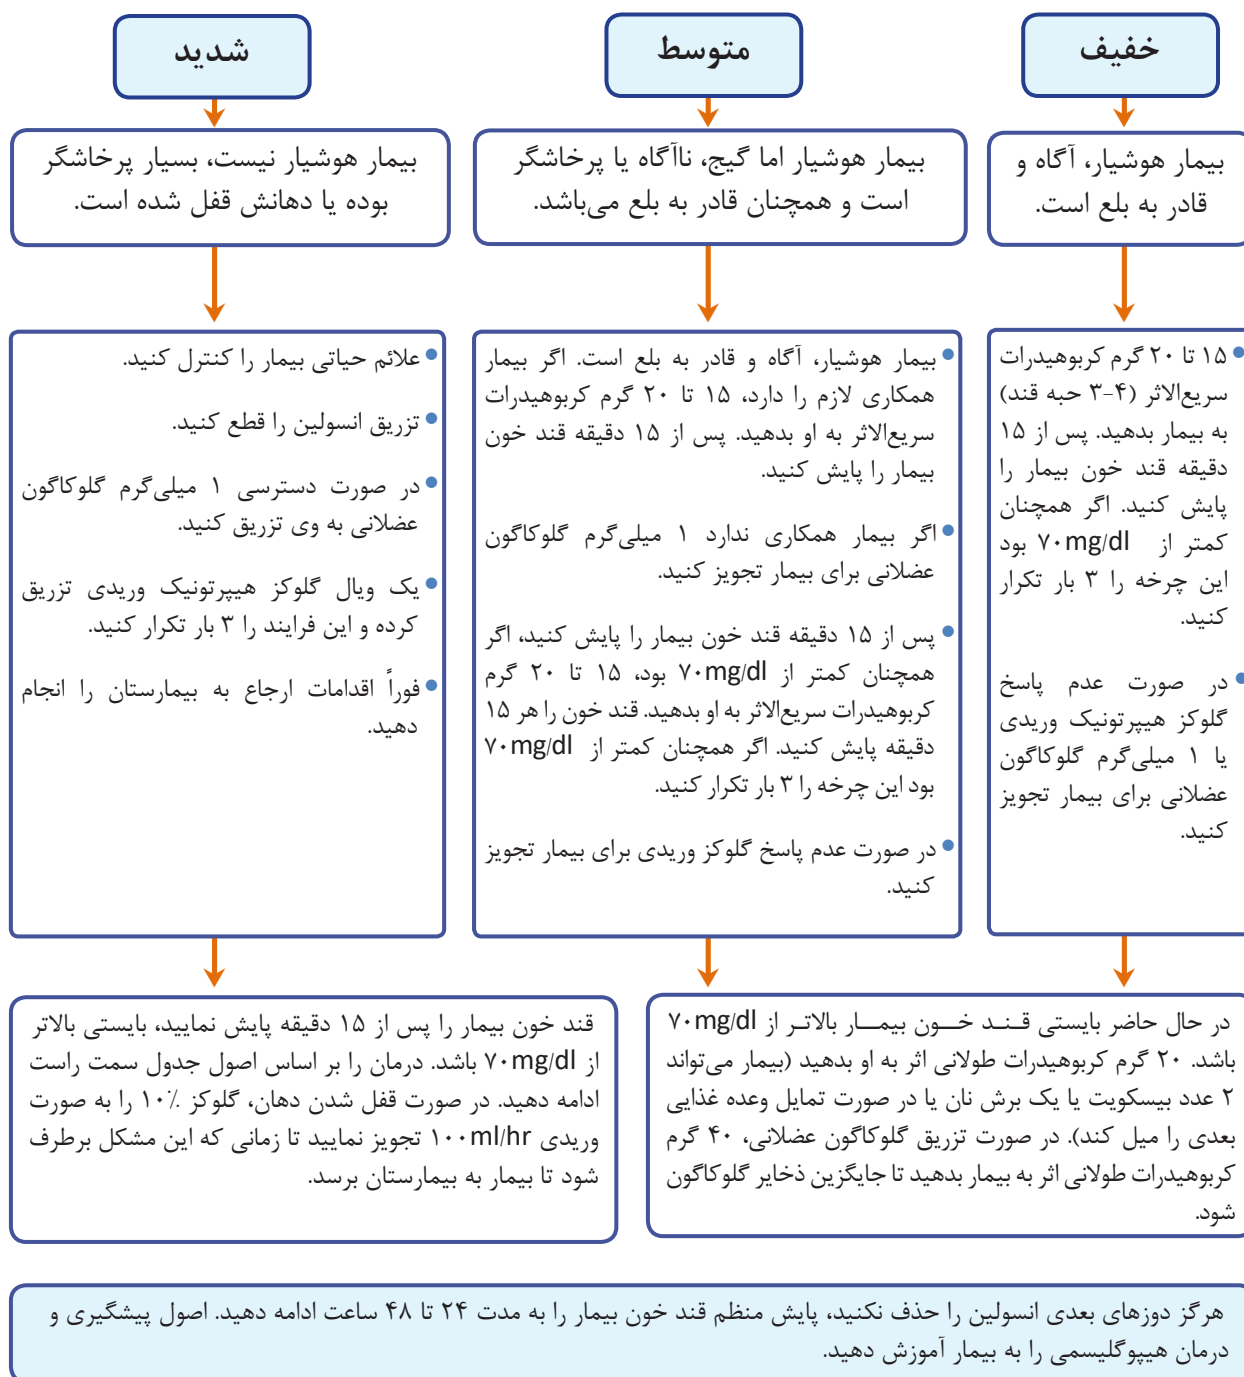 خفیف
بیمار هوشیار، آگاه و
قادر به بلع است.
۱۵ تا ۲۰ گرم کربوهیدرات
سریع‌الاثر (۴-۳ حبه قند)
به بیمار بدهید. پس از ۱۵
دقیقه قند خون بیمار را
پایش کنید. اگر همچنان
کمتر از ۷۰mg/dl بود
این چرخه را ۳ بار تکرار
کنید.
در صورت عدم پاسخ
گلوکز هیپرتونیک وریدی
یا ۱ میلی‌گرم گلوکاگون
عضلانی برای بیمار تجویز
کنید.
متوسط
بیمار هوشیار اما گیج، ناآگاه یا پرخاشگر
است و همچنان قادر به بلع می‌باشد.
بیمار هوشیار، آگاه و قادر به بلع است. اگر بیمار
همکاری لازم را دارد، ۱۵ تا ۲۰ گرم کربوهیدرات
سریع‌الاثر به او بدهید. پس از ۱۵ دقیقه قند خون
بیمار را پایش کنید.
اگر بیمار همکاری ندارد ۱ میلی‌گرم گلوکاگون
عضلانی برای بیمار تجویز کنید.
پس از ۱۵ دقیقه قند خون بیمار را پایش کنید، اگر
همچنان کمتر از ۷۰mg/dl بود، ۱۵ تا ۲۰ گرم
کربوهیدرات سریع‌الاثر به او بدهید. قند خون را هر ۱۵
دقیقه پایش کنید. اگر همچنان کمتر از ۷۰mg/dl
بود این چرخه را ۳ بار تکرار کنید.
در صورت عدم پاسخ گلوکز وریدی برای بیمار تجویز
کنید.
شدید
بیمار هوشیار نیست، بسیار پرخاشگر
بوده یا دهانش قفل شده است.
علائم حیاتی بیمار را کنترل کنید.
تزریق انسولین را قطع کنید.
در صورت دسترسی ۱ میلی‌گرم گلوکاگون
عضلانی به وی تزریق کنید.
یک ویال گلوکز هیپرتونیک وریدی تزریق
کرده و این فرایند را ۳ بار تکرار کنید.
فوراً اقدامات ارجاع به بیمارستان را انجام
دهید.
در حال حاضر بایستی قـنـد خــون بیمــار بالاتـر از ۷۰mg/dl
باشد. ۲۰ گرم کربوهیدرات طولانی اثر به او بدهید (بیمار می‌تواند
۲ عدد بیسکویت یا یک برش نان یا در صورت تمایل وعده غذایی
بعدی را میل کند). در صورت تزریق گلوکاگون عضلانی، ۴۰ گرم
کربوهیدرات طولانی اثر به بیمار بدهید تا جایگزین ذخایر گلوکاگون
شود.
قند خون بیمار را پس از ۱۵ دقیقه پایش نمایید، بایستی بالاتر
از ۷۰mg/dl باشد. درمان را بر اساس اصول جدول سمت راست
ادامه دهید. در صورت قفل شدن دهان، گلوکز ۱۰٪ را به صورت
وریدی ۱۰۰ml/hr تجویز نمایید تا زمانی که این مشکل برطرف
شود تا بیمار به بیمارستان برسد.
هرگز دوزهای بعدی انسولین را حذف نکنید، پایش منظم قند خون بیمار را به مدت ۲۴ تا ۴۸ ساعت ادامه دهید. اصول پیشگیری و
درمان هیپوگلیسمی را به بیمار آموزش دهید.